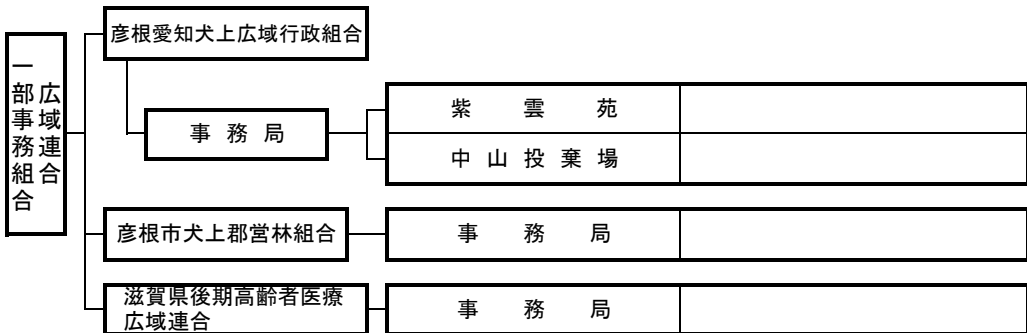 一部事務組合
広域連合
彦根愛知犬上広域行政組合
事務局
紫雲苑
中山投棄場
彦根市犬上郡営林組合
事務局
滋賀県後期高齢者医療
広域連合
事務局